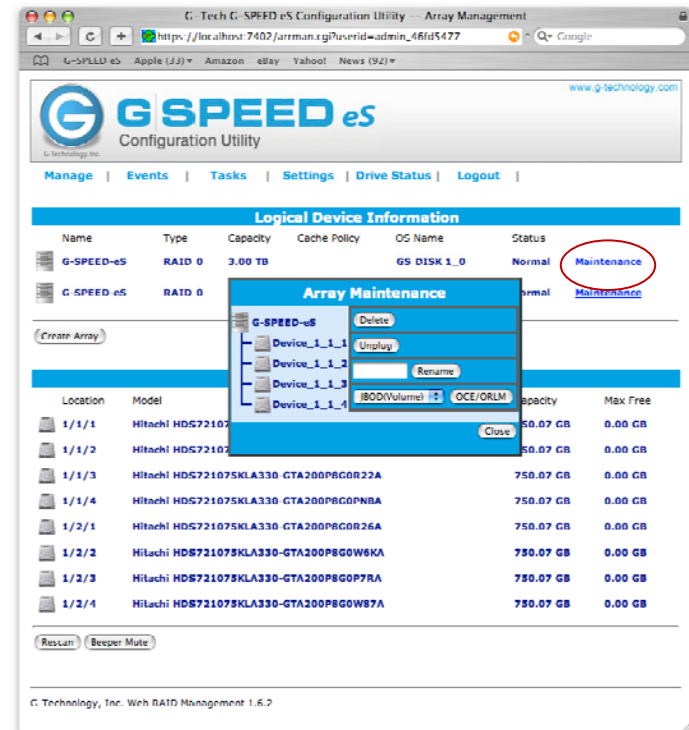 G-Tech G-SPEED eS Configuration Utility -- Array Management
https://localhost:7402/arrman.cgi?userid=admin_46fd5477
Google
G-SPEED eS Apple (33) Amazon eBay Yahoo! News (92)
www.g-technology.com
G SPEED eS
Configuration Utility
G-Technology, Inc.
Manage | Events | Tasks | Settings | Drive Status | Logout |
Logical Device Information
Name Type Capacity Cache Policy OS Name Status
G-SPEED-eS RAID 0 3.00 TB GS DISK 1_0 Normal Maintenance
G-SPEED-eS RAID 0 ormal Maintenance
Create Array
Array Maintenance
G-SPEED-eS
Device_1_1_1
Device_1_1_2
Device_1_1_3
Device_1_1_4
Delete
Unplug
Rename
JBOD(Volume) OCE/ORLM
Close
Location Model apacity Max Free
1/1/1 Hitachi HDS72107 750.07 GB 0.00 GB
1/1/2 Hitachi HDS721075KLA330-GTA200P8G 750.07 GB 0.00 GB
1/1/3 Hitachi HDS721075KLA330-GTA200P8G0R22A 750.07 GB 0.00 GB
1/1/4 Hitachi HDS721075KLA330-GTA200P8G0PNBA 750.07 GB 0.00 GB
1/2/1 Hitachi HDS721075KLA330-GTA200P8G0R26A 750.07 GB 0.00 GB
1/2/2 Hitachi HDS721075KLA330-GTA200P8G0W6KA 750.07 GB 0.00 GB
1/2/3 Hitachi HDS721075KLA330-GTA200P8G0P7RA 750.07 GB 0.00 GB
1/2/4 Hitachi HDS721075KLA330-GTA200P8G0W87A 750.07 GB 0.00 GB
Rescan Beeper Mute
G-Technology, Inc. Web RAID Management 1.6.2